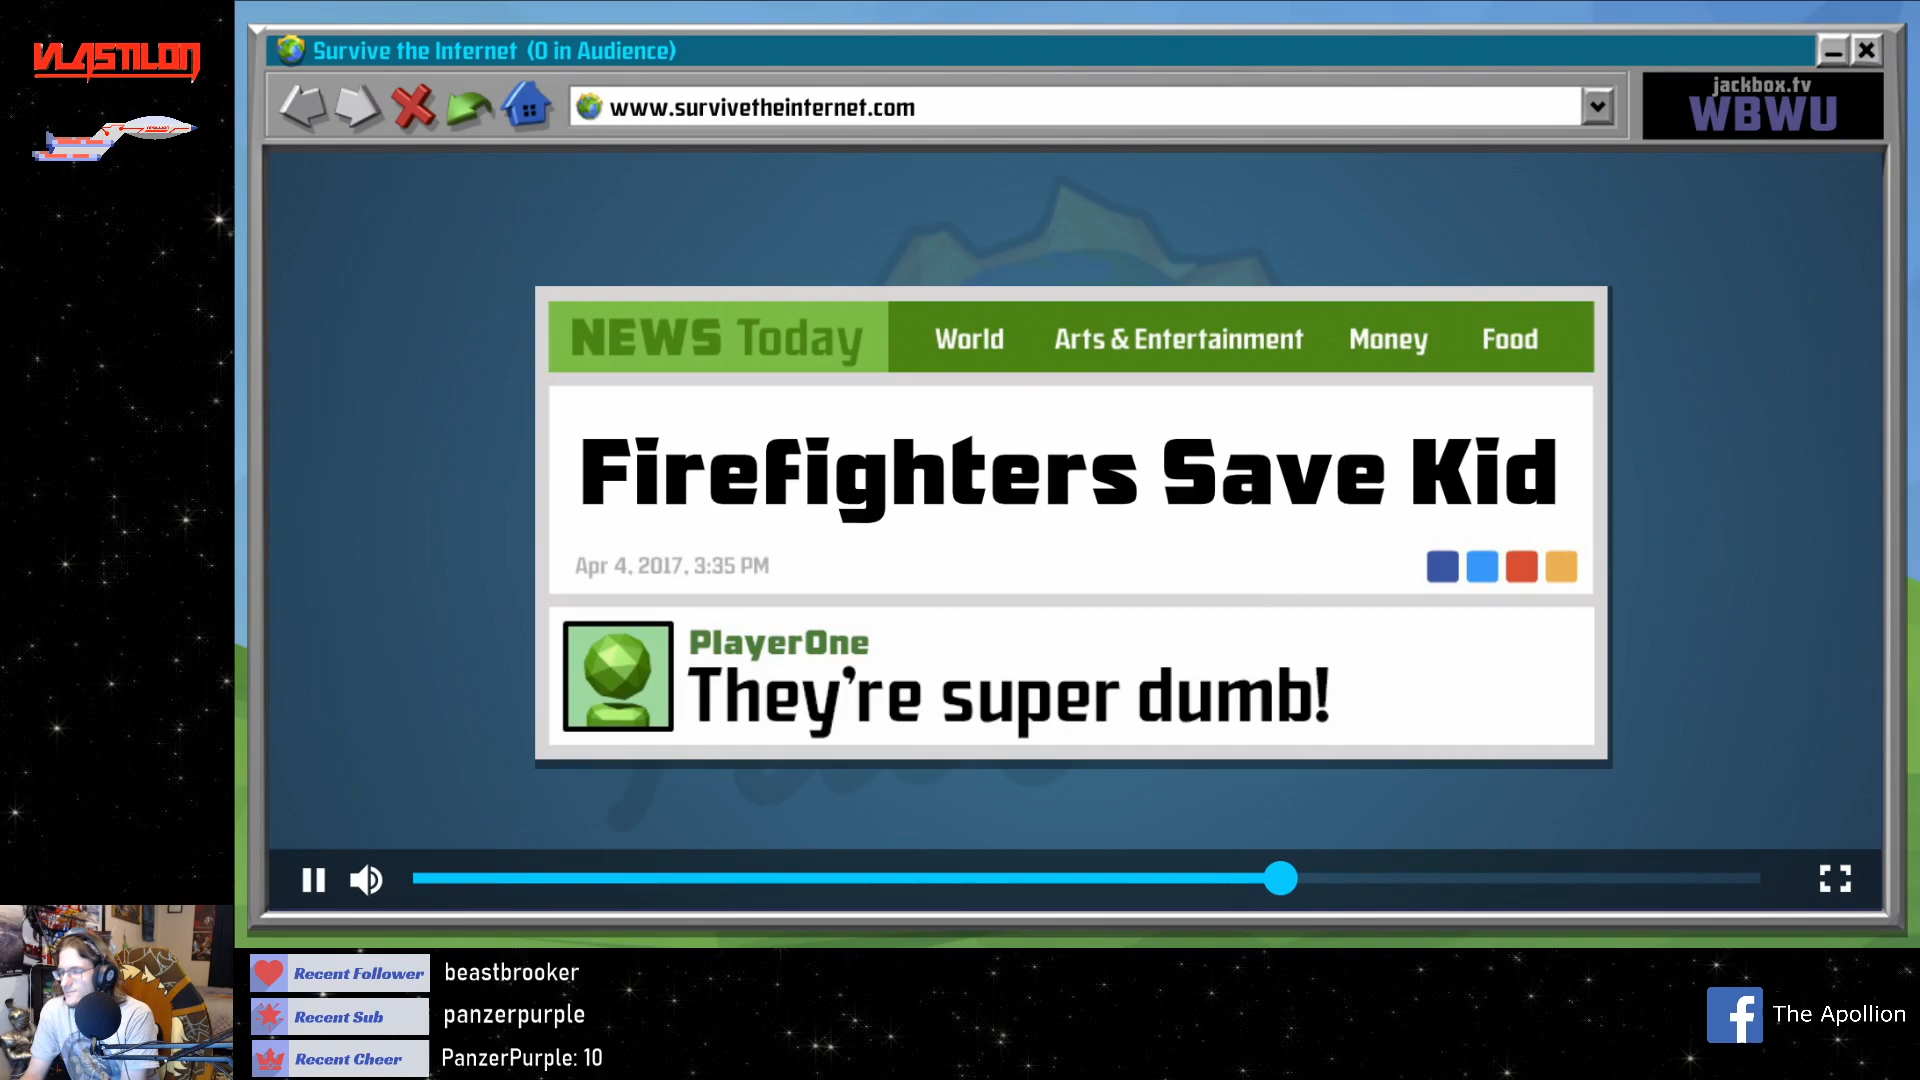 VLASTILON
Survive the Internet (0 in Audience)
www.survivetheinternet.com
jackbox.tv
WBWU
NEWS Today
World
Arts & Entertainment
Money
Food
Firefighters Save Kid
Apr 4, 2017, 3:35 PM
PlayerOne
They're super dumb!
Recent Follower
beastbrooker
Recent Sub
panzerpurple
Recent Cheer
PanzerPurple: 10
The Apollion